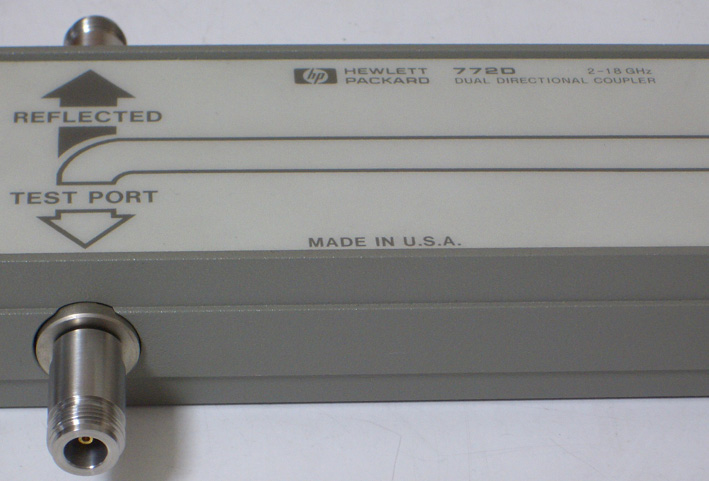 hp HEWLETT PACKARD 772D 2-18 GHz
DUAL DIRECTIONAL COUPLER
REFLECTED
TEST PORT
MADE IN U.S.A.